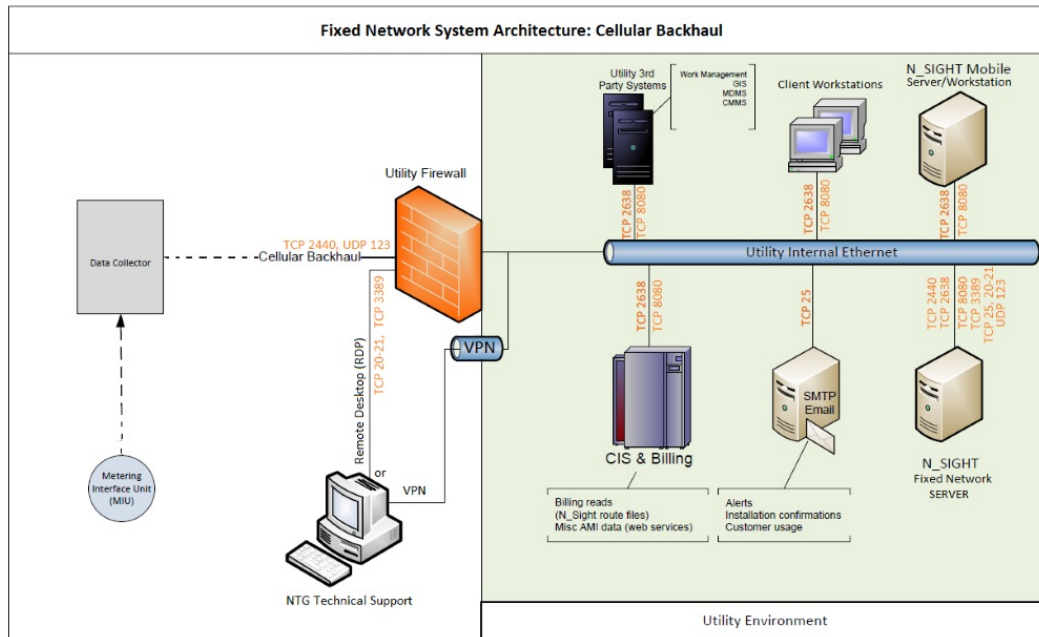 Fixed Network System Architecture: Cellular Backhaul
Utility 3rd
Party Systems
Work Management
GIS
MDMS
CMMS
Client Workstations
N_SIGHT Mobile
Server/Workstation
TCP 2638
TCP 8080
TCP 2638
TCP 8080
TCP 2638
TCP 8080
Utility Firewall
Data Collector
TCP 2440, UDP 123
Cellular Backhaul
Utility Internal Ethernet
Remote Desktop (RDP)
TCP 20-21, TCP 3389
VPN
TCP 2638
TCP 8080
TCP 25
TCP 2440
TCP 2638
TCP 8080
TCP 3389
TCP 25, 20-21
UDP 123
SMTP
Email
CIS & Billing
N_SIGHT
Fixed Network
SERVER
Metering
Interface Unit
(MIU)
or
VPN
Billing reads
(N_Sight route files)
Misc AMI data (web services)
Alerts
Installation confirmations
Customer usage
NTG Technical Support
Utility Environment